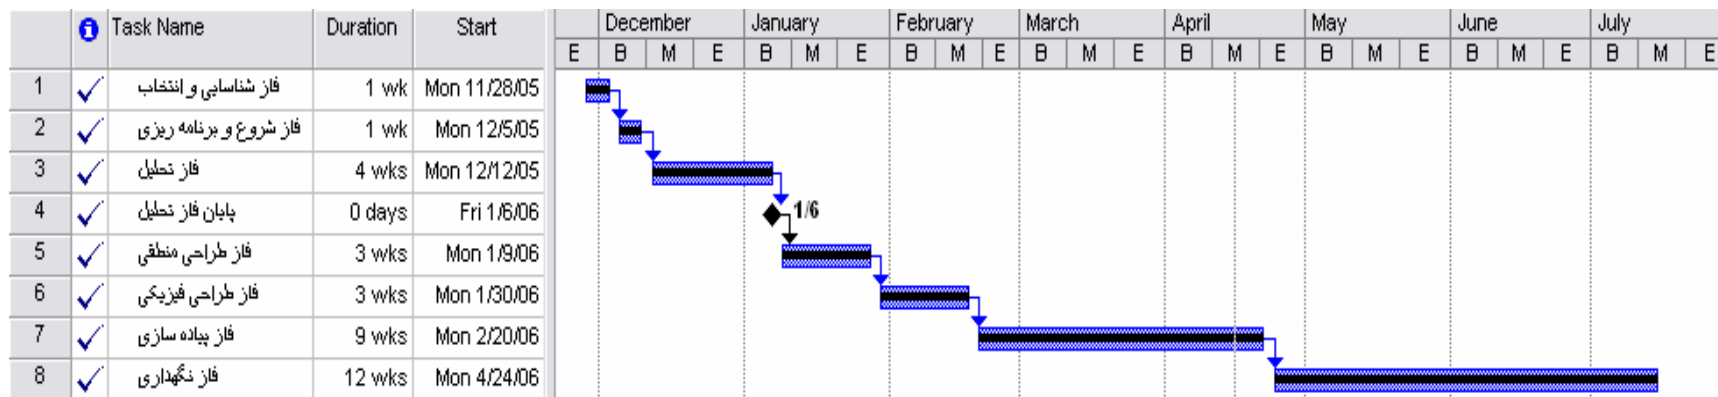 Task Name Duration Start December January February March April May June July
E B M E B M E B M E B M E B M E B M E B M E B M E
1 فاز شناسایی و انتخاب 1 wk Mon 11/28/05
2 فاز شروع و برنامه ریزی 1 wk Mon 12/5/05
3 فاز تحلیل 4 wks Mon 12/12/05
4 پایان فاز تحلیل 0 days Fri 1/6/06 1/6
5 فاز طراحی منطقی 3 wks Mon 1/9/06
6 فاز طراحی فیزیکی 3 wks Mon 1/30/06
7 فاز پیاده سازی 9 wks Mon 2/20/06
8 فاز نگهداری 12 wks Mon 4/24/06